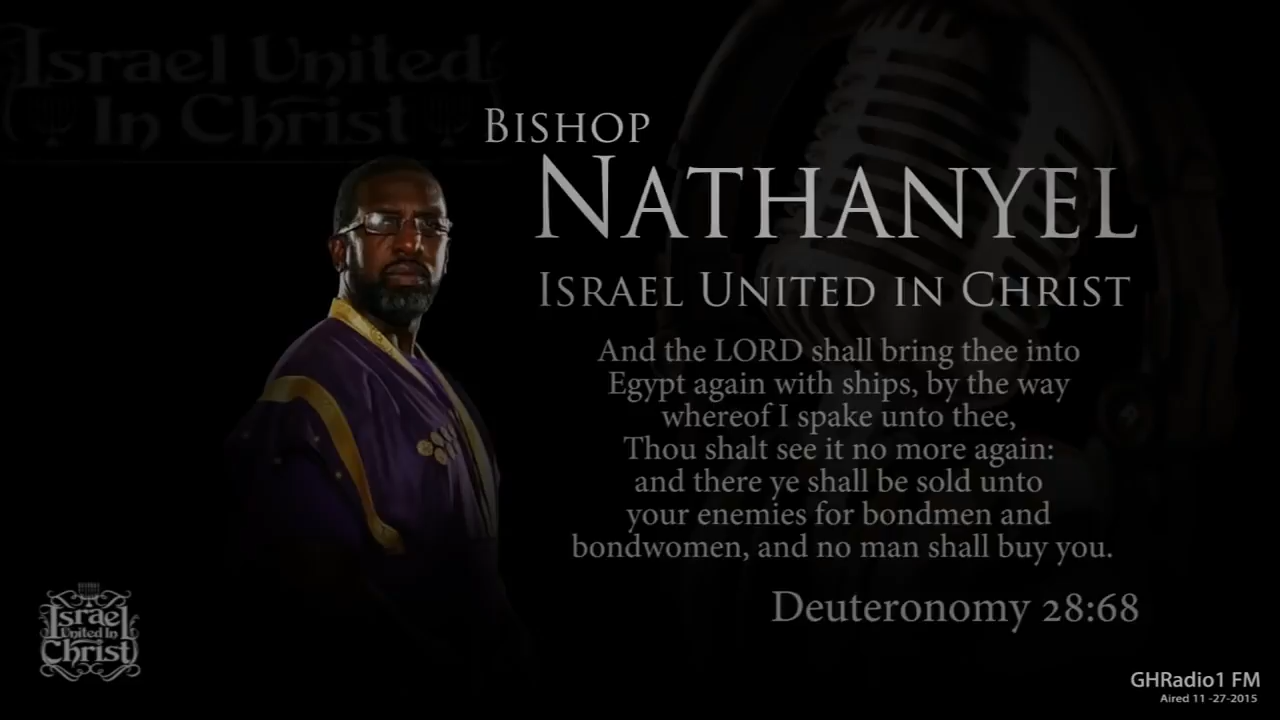 Israel United
In Christ
BISHOP
NATHANYEL
ISRAEL UNITED IN CHRIST
And the LORD shall bring thee into
Egypt again with ships, by the way
whereof I spake unto thee,
Thou shalt see it no more again:
and there ye shall be sold unto
your enemies for bondmen and
bondwomen, and no man shall buy you.
Deuteronomy 28:68
Israel
United In
Christ
GHRadio1 FM
Aired 11 -27-2015